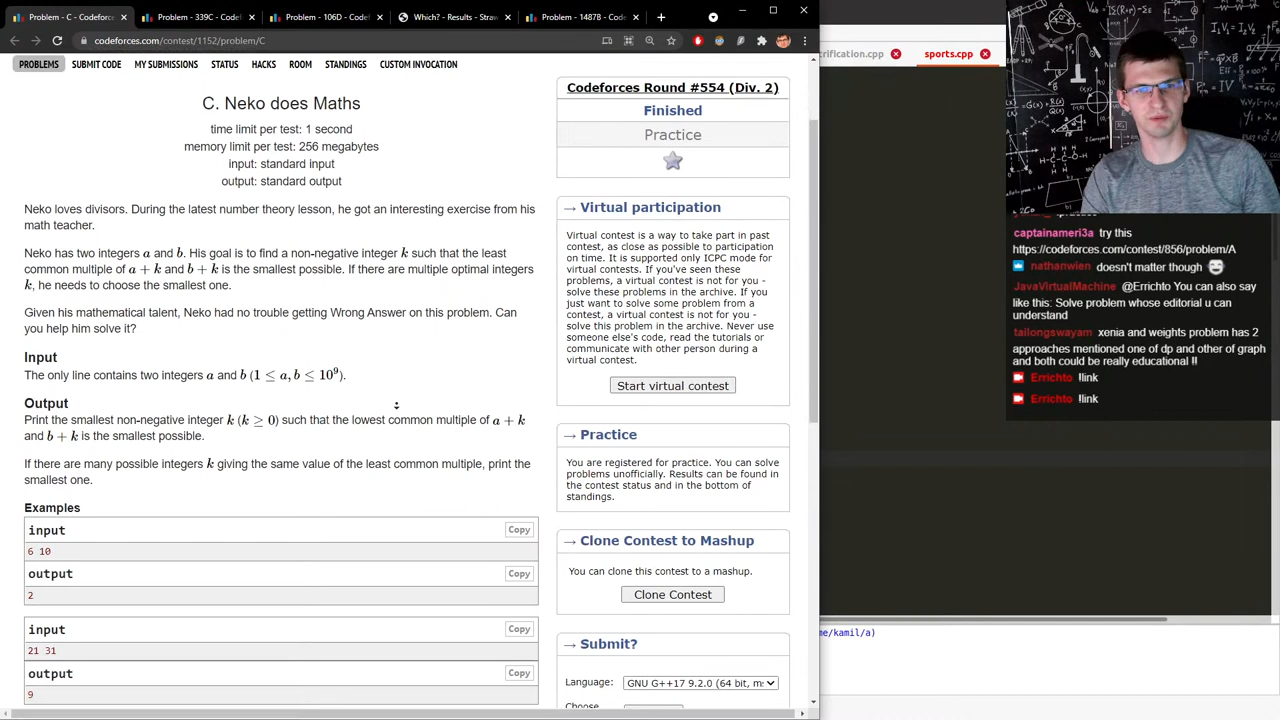 Problem - C - Codef
Problem - 339C - Codef
Problem - 106D - Codef
Which? - Results - Straw
Problem - 1487B - Codef
codeforces.com/contest/1152/problem/C
PROBLEMS SUBMIT CODE MY SUBMISSIONS STATUS HACKS ROOM STANDINGS CUSTOM INVOCATION
C. Neko does Maths
time limit per test: 1 second
memory limit per test: 256 megabytes
input: standard input
output: standard output
Neko loves divisors. During the latest number theory lesson, he got an interesting exercise from his
math teacher.
Neko has two integers a and b. His goal is to find a non-negative integer k such that the least
common multiple of a + k and b + k is the smallest possible. If there are multiple optimal integers
k, he needs to choose the smallest one.
Given his mathematical talent, Neko had no trouble getting Wrong Answer on this problem. Can
you help him solve it?
Input
The only line contains two integers a and b (1 ≤ a, b ≤ 10⁹).
Output
Print the smallest non-negative integer k (k ≥ 0) such that the lowest common multiple of a + k
and b + k is the smallest possible.
If there are many possible integers k giving the same value of the least common multiple, print the
smallest one.
Examples
input
Copy
6 10
output
Copy
2
input
Copy
21 31
output
Copy
9
Codeforces Round #554 (Div. 2)
Finished
Practice
→ Virtual participation
Virtual contest is a way to take part in past
contest, as close as possible to participation
on time. It is supported only ICPC mode for
virtual contests. If you've seen these
problems, a virtual contest is not for you -
solve these problems in the archive. If you
just want to solve some problem from a
contest, a virtual contest is not for you -
solve this problem in the archive. Never use
someone else's code, read the tutorials or
communicate with other person during a
virtual contest.
Start virtual contest
→ Practice
You are registered for practice. You can solve
problems unofficially. Results can be found in
the contest status and in the bottom of
standings.
→ Clone Contest to Mashup
You can clone this contest to a mashup.
Clone Contest
→ Submit?
Language: GNU G++17 9.2.0 (64 bit, m
Choose
rification.cpp
sports.cpp
me/kamil/a)
captainameri3a try this
https://codeforces.com/contest/856/problem/A
nathanwien doesn't matter though
JavaVirtualMachine @Errichto You can also say
like this: Solve problem whose editorial u can
understand
tailongswayam xenia and weights problem has 2
approaches mentioned one of dp and other of graph
and both could be really educational !!
Errichto !link
Errichto !link